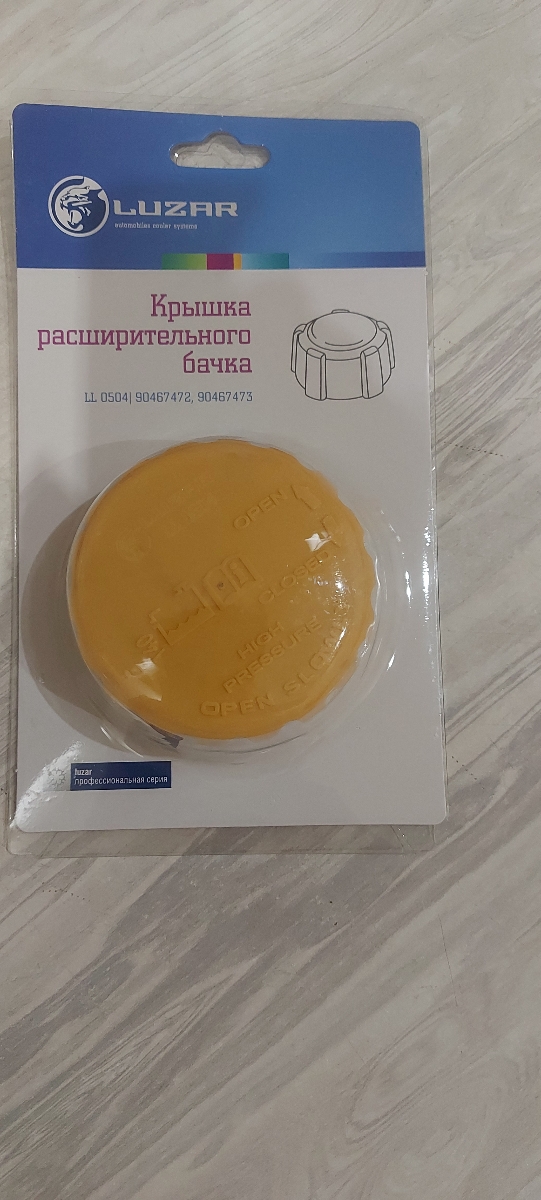 LUZAR
automobiles cooler systems
Крышка
расширительного
бачка
LL 0504| 90467472, 90467473
OPEN
CLOSED
HIGH
PRESSURE
OPEN SLOWLY
luzar
профессиональная серия